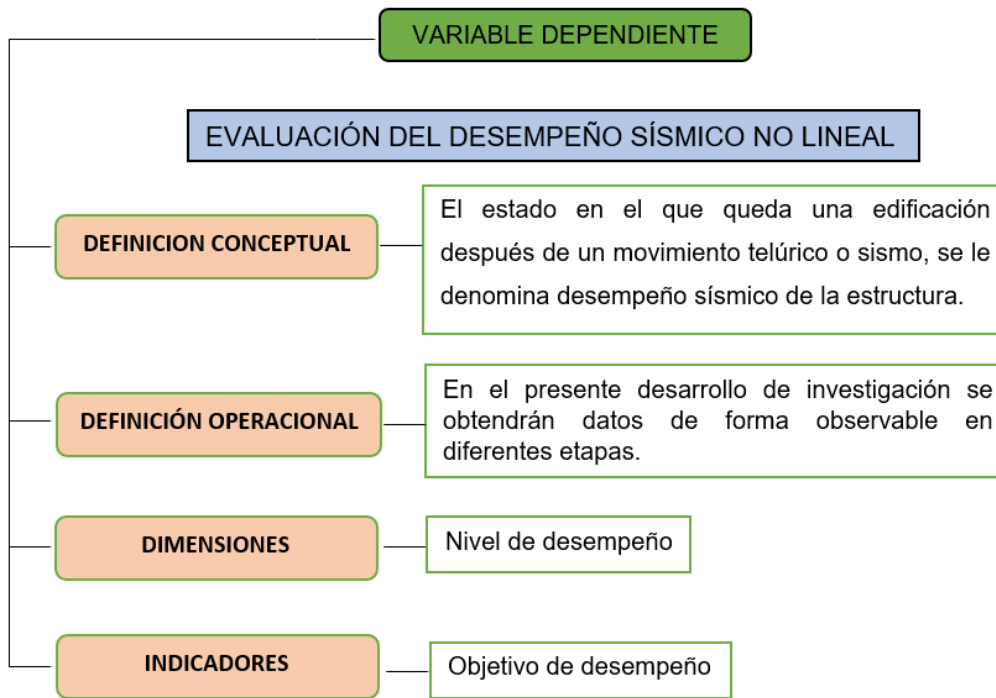 VARIABLE DEPENDIENTE
EVALUACIÓN DEL DESEMPEÑO SÍSMICO NO LINEAL
DEFINICION CONCEPTUAL
El estado en el que queda una edificación
después de un movimiento telúrico o sismo, se le
denomina desempeño sísmico de la estructura.
DEFINICIÓN OPERACIONAL
En el presente desarrollo de investigación se
obtendrán datos de forma observable en
diferentes etapas.
DIMENSIONES
Nivel de desempeño
INDICADORES
Objetivo de desempeño